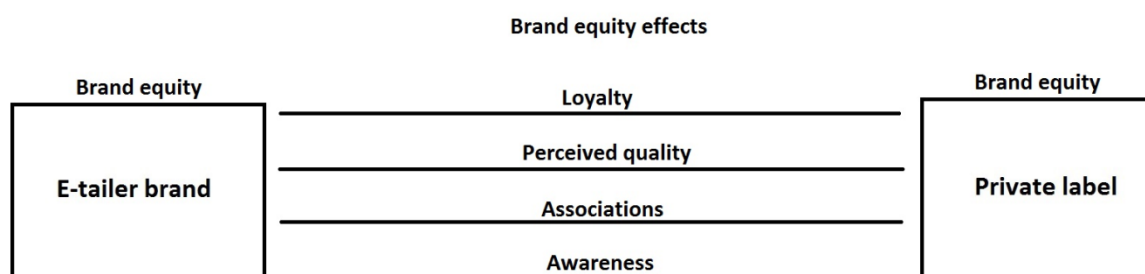 Brand equity effects
Brand equity
Brand equity
Loyalty
Perceived quality
E-tailer brand
Private label
Associations
Awareness